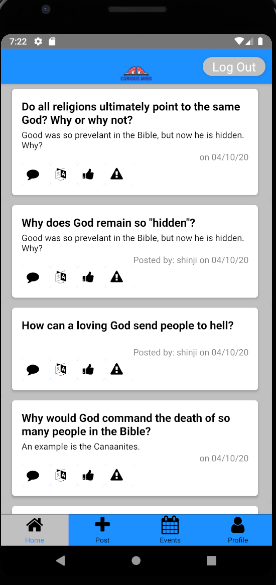 7:22
Log Out
Do all religions ultimately point to the same
God? Why or why not?
Good was so prevelant in the Bible, but now he is hidden.
Why?
on 04/10/20
Why does God remain so "hidden"?
Good was so prevelant in the Bible, but now he is hidden.
Why?
Posted by: shinji on 04/10/20
How can a loving God send people to hell?
Posted by: shinji on 04/10/20
Why would God command the death of so
many people in the Bible?
An example is the Canaanites.
on 04/10/20
Home Post Events Profile